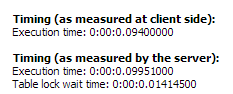 Timing (as measured at client side):
Execution time: 0:00:0.09400000
Timing (as measured by the server):
Execution time: 0:00:0.09951000
Table lock wait time: 0:00:0.01414500